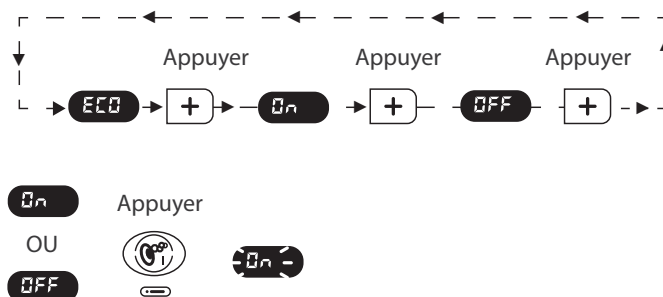 Appuyer Appuyer Appuyer
ECO + On + OFF +
On Appuyer
OU On
OFF